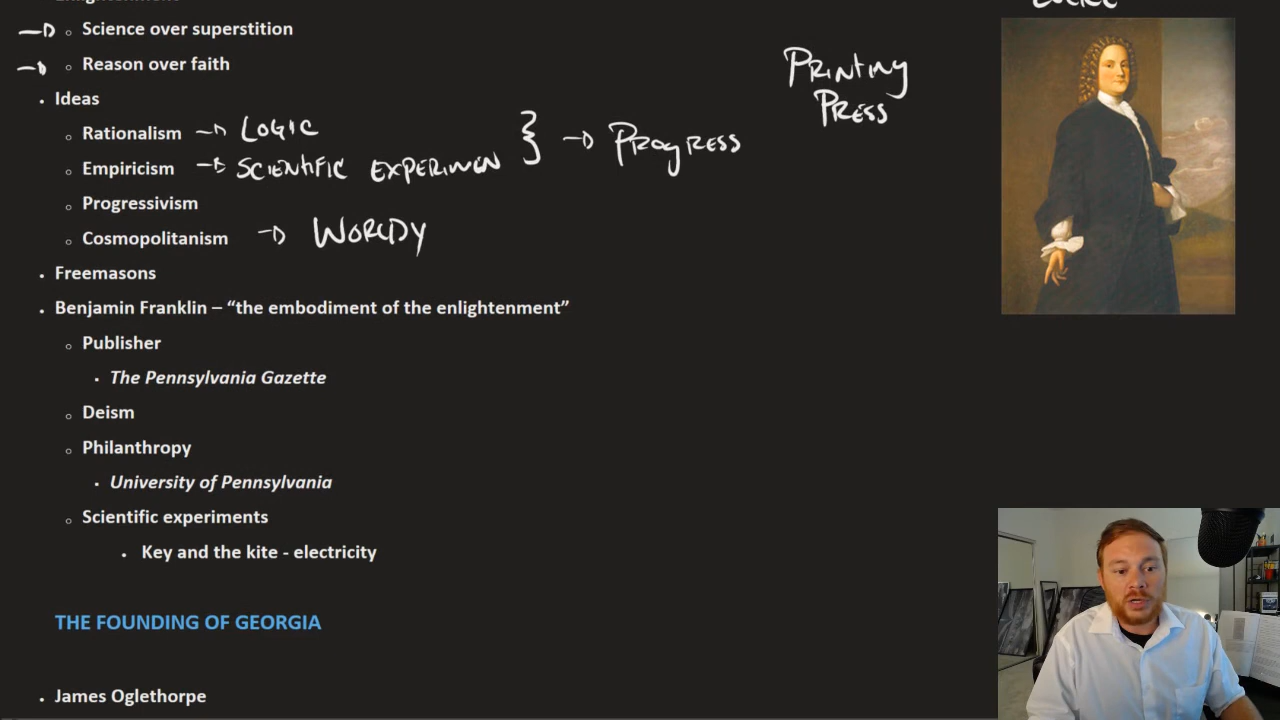 Science over superstition
Reason over faith
Ideas
Rationalism → LOGIC
Empiricism → SCIENTIFIC EXPERIMEN } → PROGRESS
PRINTING
PRESS
Progressivism
Cosmopolitanism → WORLDY
Freemasons
Benjamin Franklin – “the embodiment of the enlightenment”
Publisher
The Pennsylvania Gazette
Deism
Philanthropy
University of Pennsylvania
Scientific experiments
Key and the kite - electricity
THE FOUNDING OF GEORGIA
James Oglethorpe